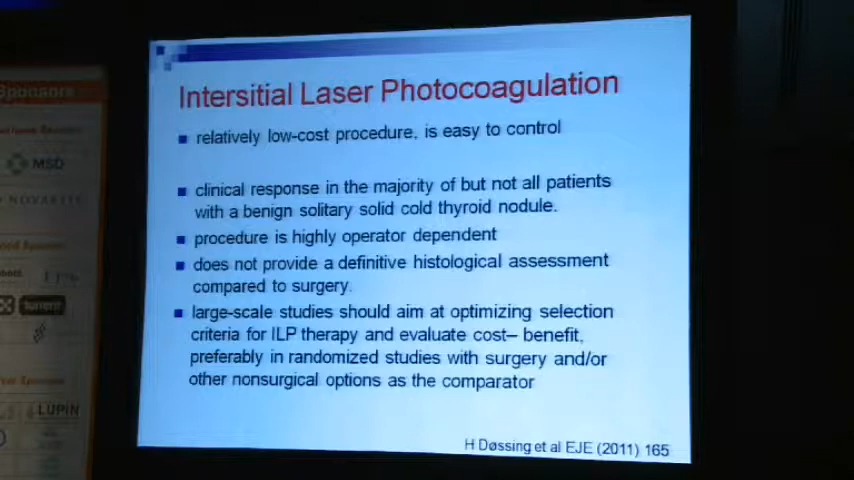 Sponsors
MSD
NOVARTIS
LUPIN
Intersitial Laser Photocoagulation
relatively low-cost procedure, is easy to control
clinical response in the majority of but not all patients
with a benign solitary solid cold thyroid nodule.
procedure is highly operator dependent
does not provide a definitive histological assessment
compared to surgery.
large-scale studies should aim at optimizing selection
criteria for ILP therapy and evaluate cost– benefit,
preferably in randomized studies with surgery and/or
other nonsurgical options as the comparator
H Døssing et al EJE (2011) 165